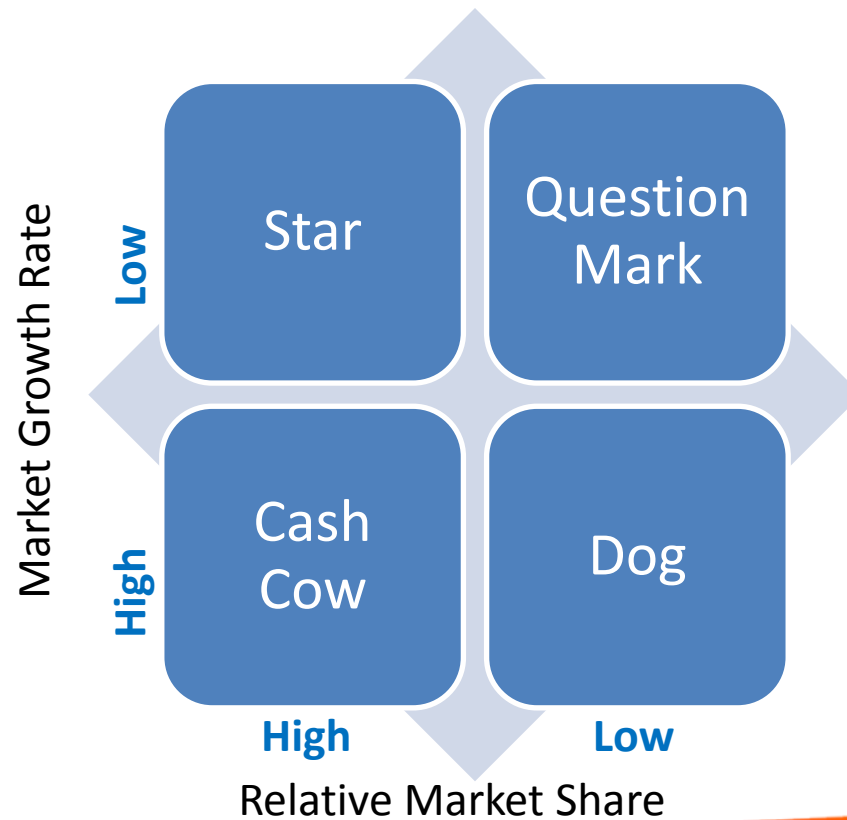 Market Growth Rate
Low
Star
Question
Mark
High
Cash
Cow
Dog
High
Low
Relative Market Share